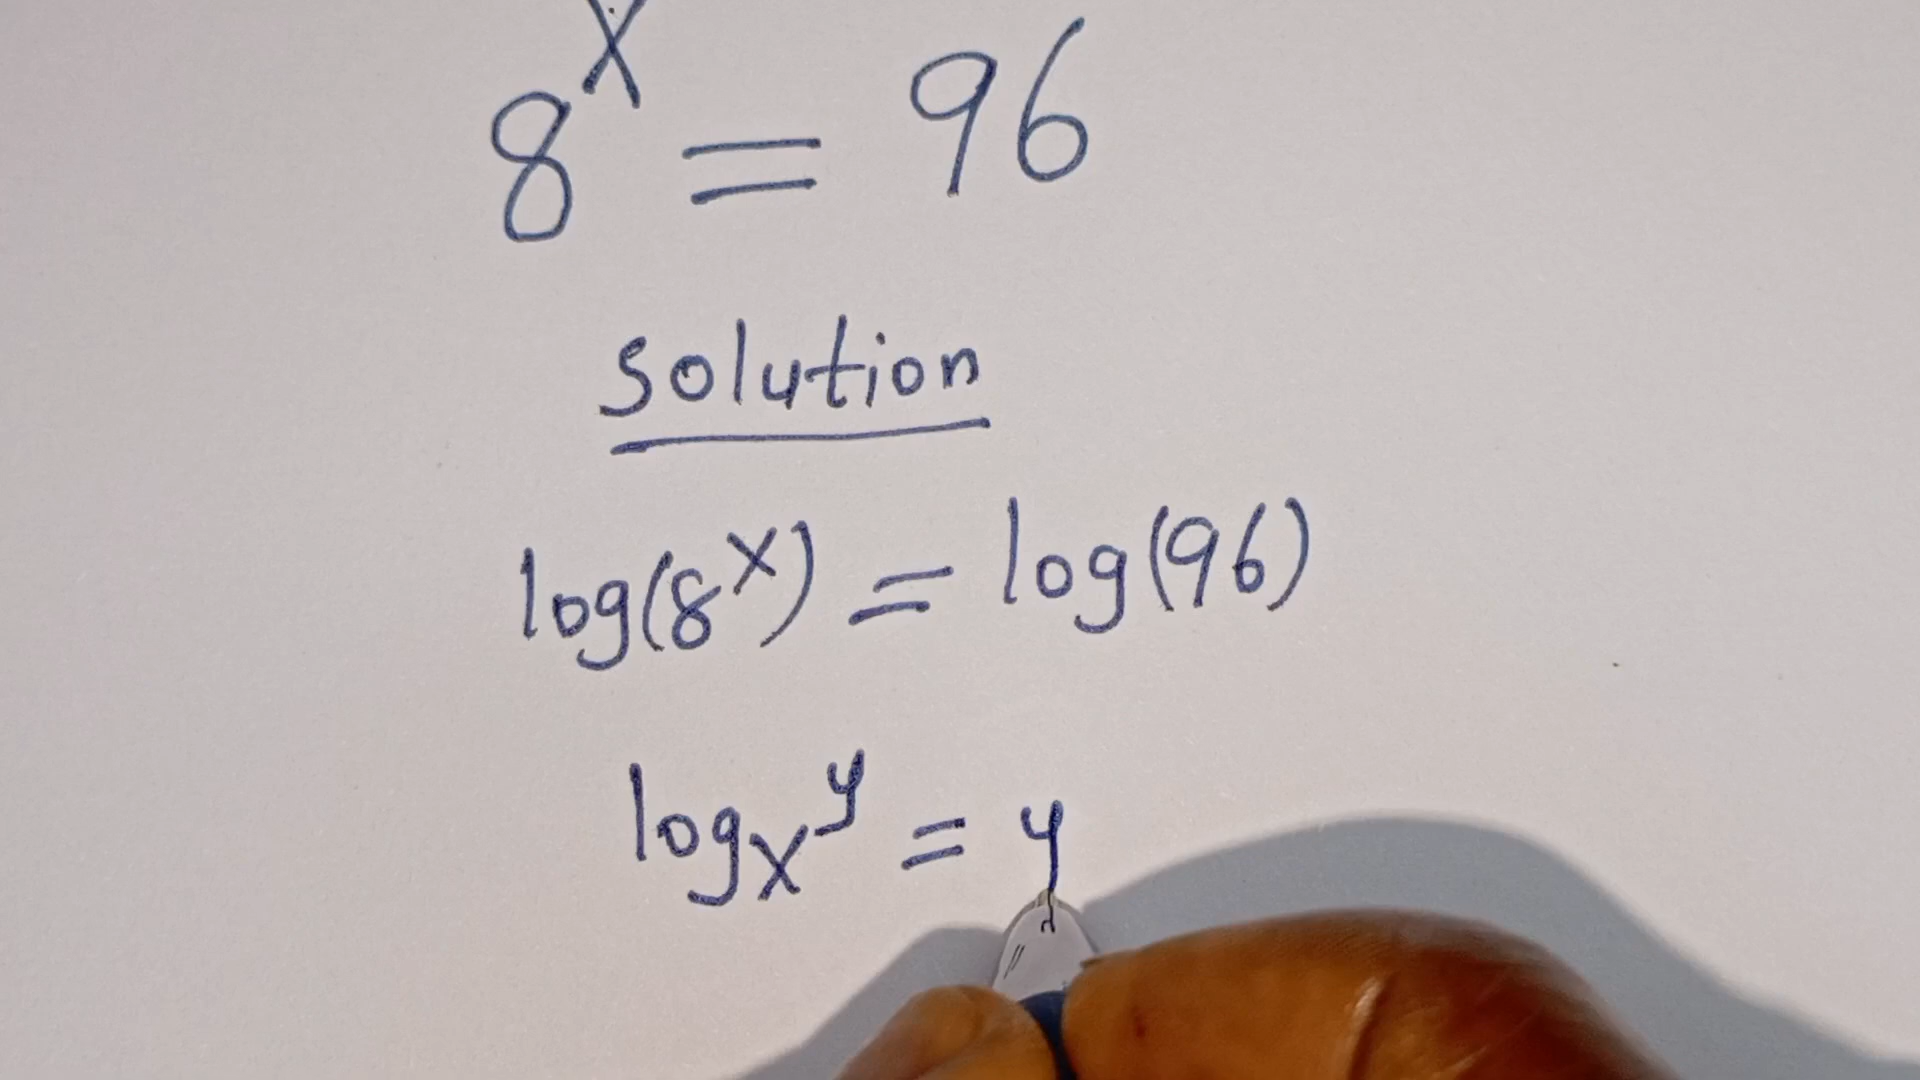 8^x = 96
Solution
log(8^x) = log(96)
log x^y = y